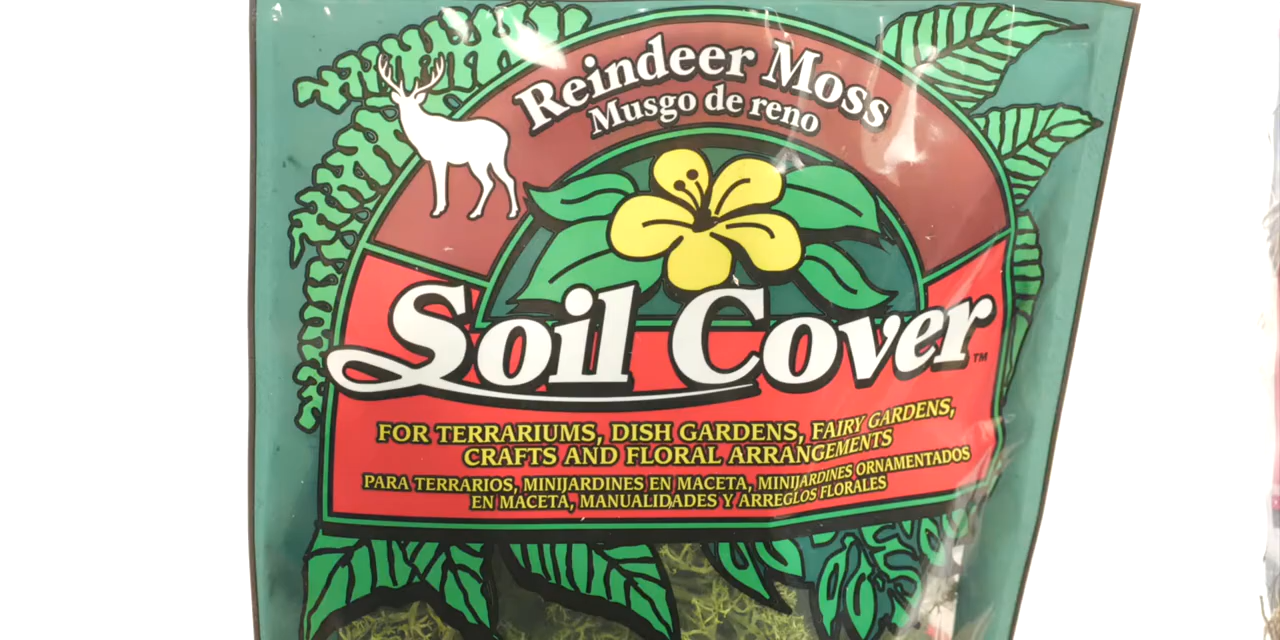 Reindeer Moss
Musgo de reno
Soil Cover™
FOR TERRARIUMS, DISH GARDENS, FAIRY GARDENS,
CRAFTS AND FLORAL ARRANGEMENTS
PARA TERRARIOS, MINIJARDINES EN MACETA, MINIJARDINES ORNAMENTADOS
EN MACETA, MANUALIDADES Y ARREGLOS FLORALES